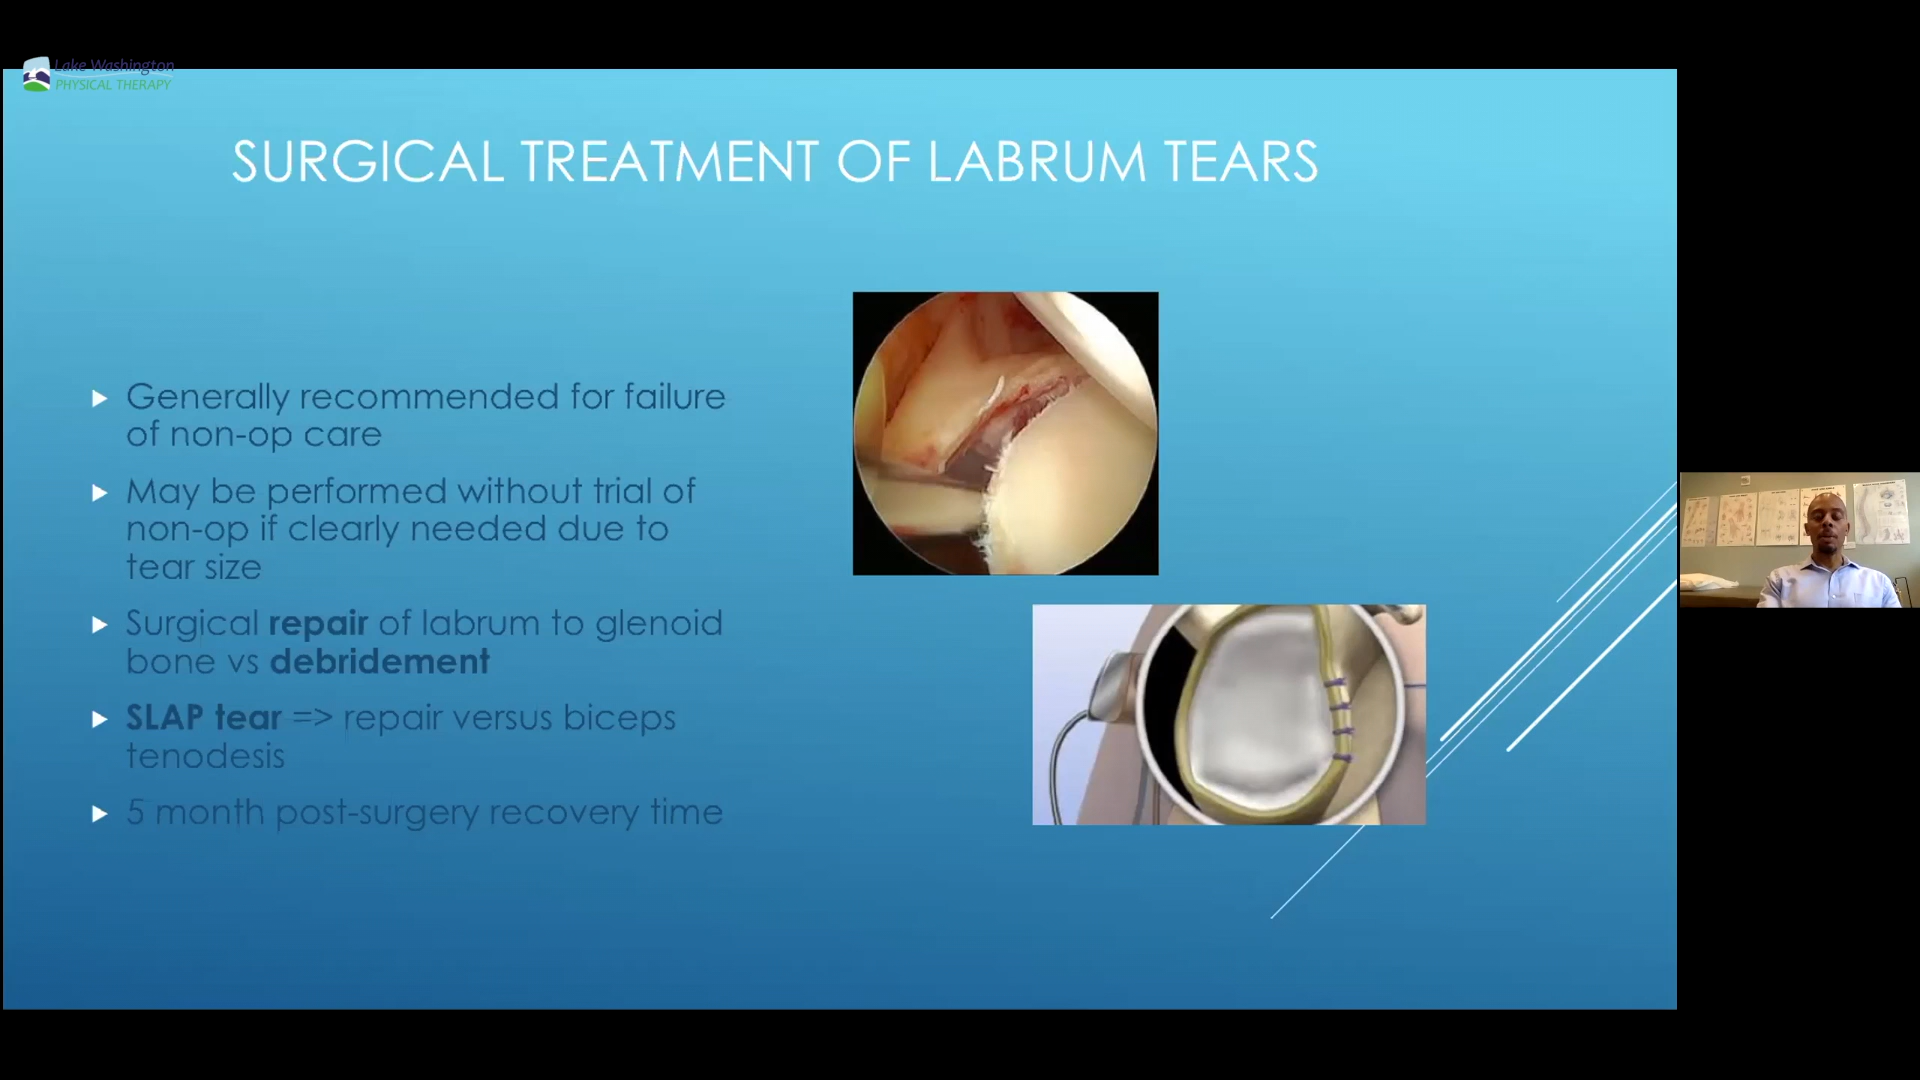 Lake Washington
PHYSICAL THERAPY
SURGICAL TREATMENT OF LABRUM TEARS
Generally recommended for failure
of non-op care
May be performed without trial of
non-op if clearly needed due to
tear size
Surgical repair of labrum to glenoid
bone vs debridement
SLAP tear => repair versus biceps
tenodesis
5 month post-surgery recovery time